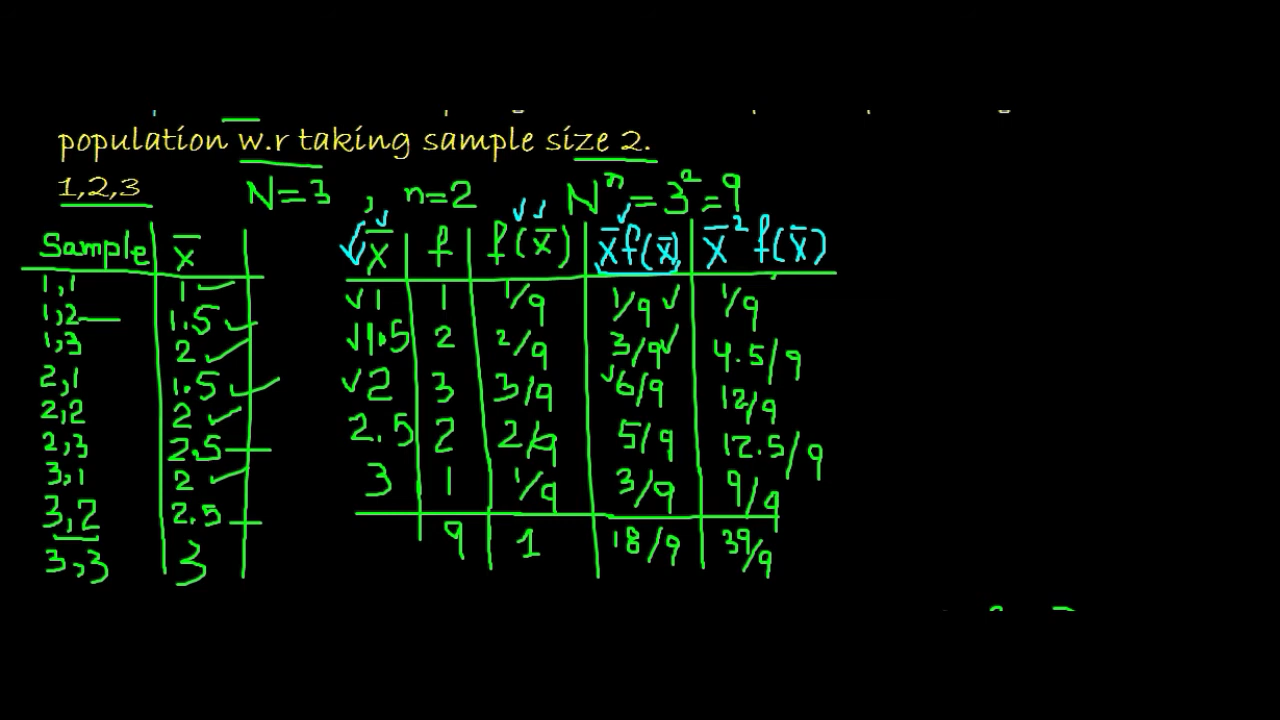 population w.r taking sample size 2.
1,2,3 N=3 , n=2 Nⁿ = 3² = 9
Sample x̄ x̄ f f(x̄) x̄f(x̄) x̄²f(x̄)
1,1 1 1 1 1/9 1/9 1/9
1,2 1.5 1.5 2 2/9 3/9 4.5/9
1,3 2 2 3 3/9 6/9 12/9
2,1 1.5 2.5 2 2/9 5/9 12.5/9
2,2 2 3 1 1/9 3/9 9/9
2,3 2.5 9 1 18/9 39/9
3,1 2
3,2 2.5
3,3 3